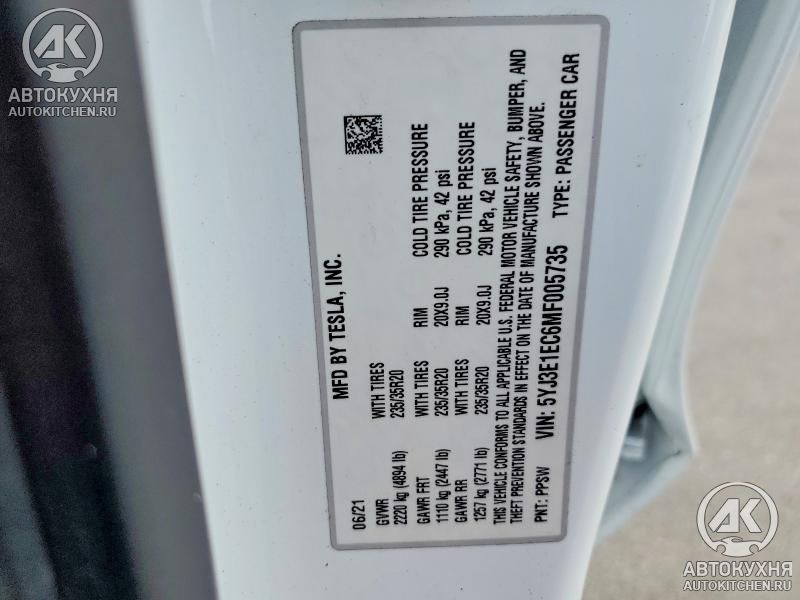 AK
АВТОКУХНЯ
AUTOKITCHEN.RU
MFD BY TESLA, INC.
06/21
GVWR WITH TIRES RIM COLD TIRE PRESSURE
2220 kg (4894 lb) 235/35R20 20X9.0J 290 kPa, 42 psi
GAWR FRT WITH TIRES RIM COLD TIRE PRESSURE
1110 kg (2447 lb) 235/35R20 20X9.0J 290 kPa, 42 psi
GAWR RR
1257 kg (2771 lb) 235/35R20
THIS VEHICLE CONFORMS TO ALL APPLICABLE U.S. FEDERAL MOTOR VEHICLE SAFETY, BUMPER, AND
THEFT PREVENTION STANDARDS IN EFFECT ON THE DATE OF MANUFACTURE SHOWN ABOVE.
PNT: PPSW VIN: 5YJ3E1EC6MF005735 TYPE: PASSENGER CAR
AK
АВТОКУХНЯ
AUTOKITCHEN.RU